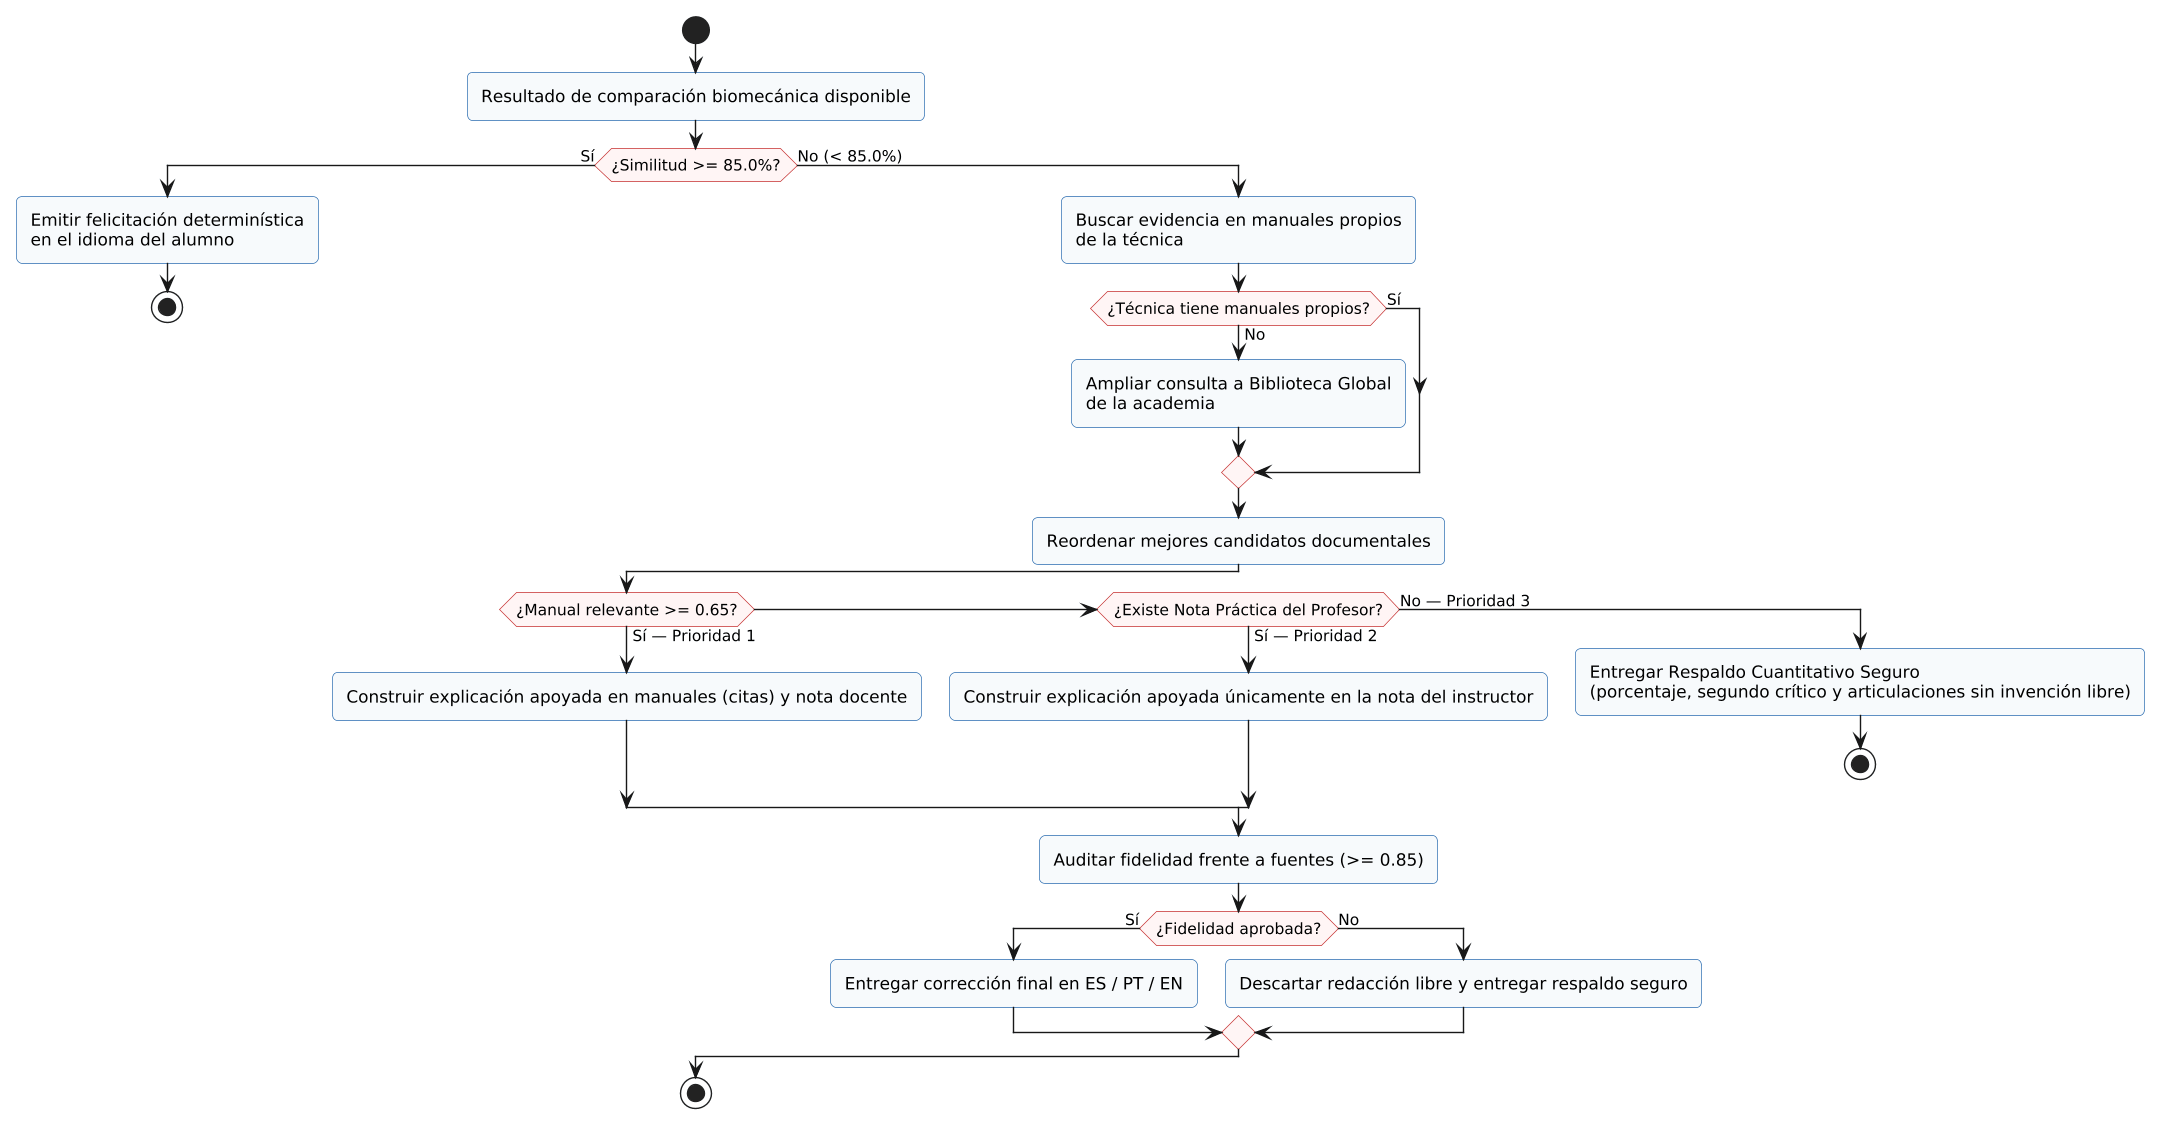 Resultado de comparación biomecánica disponible
¿Similitud >= 85.0%?
Sí
No (< 85.0%)
Emitir felicitación determinística
en el idioma del alumno
Buscar evidencia en manuales propios
de la técnica
¿Técnica tiene manuales propios?
Sí
No
Ampliar consulta a Biblioteca Global
de la academia
Reordenar mejores candidatos documentales
¿Manual relevante >= 0.65?
Sí — Prioridad 1
¿Existe Nota Práctica del Profesor?
Sí — Prioridad 2
No — Prioridad 3
Construir explicación apoyada en manuales (citas) y nota docente
Construir explicación apoyada únicamente en la nota del instructor
Entregar Respaldo Cuantitativo Seguro
(porcentaje, segundo crítico y articulaciones sin invención libre)
Auditar fidelidad frente a fuentes (>= 0.85)
¿Fidelidad aprobada?
Sí
No
Entregar corrección final en ES / PT / EN
Descartar redacción libre y entregar respaldo seguro